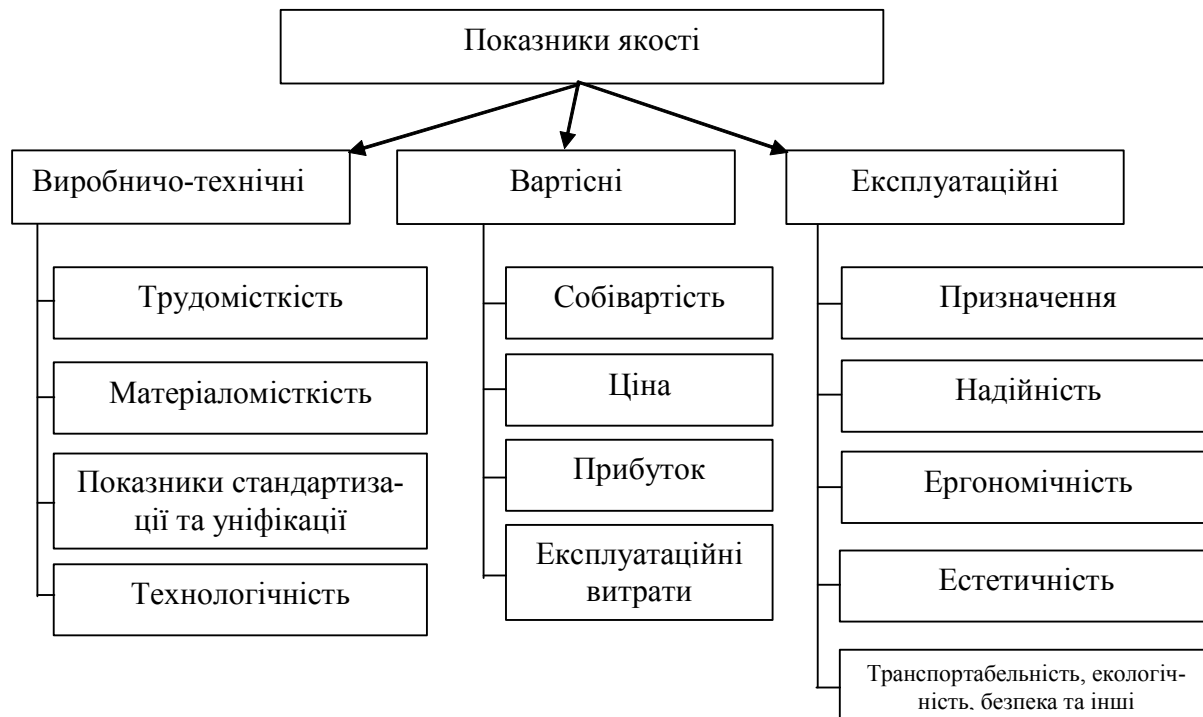 Показники якості
Виробничо-технічні
Трудомісткість
Матеріаломісткість
Показники стандартиза-
ції та уніфікації
Технологічність
Вартісні
Собівартість
Ціна
Прибуток
Експлуатаційні
витрати
Експлуатаційні
Призначення
Надійність
Ергономічність
Естетичність
Транспортабельність, екологіч-
ність, безпека та інші